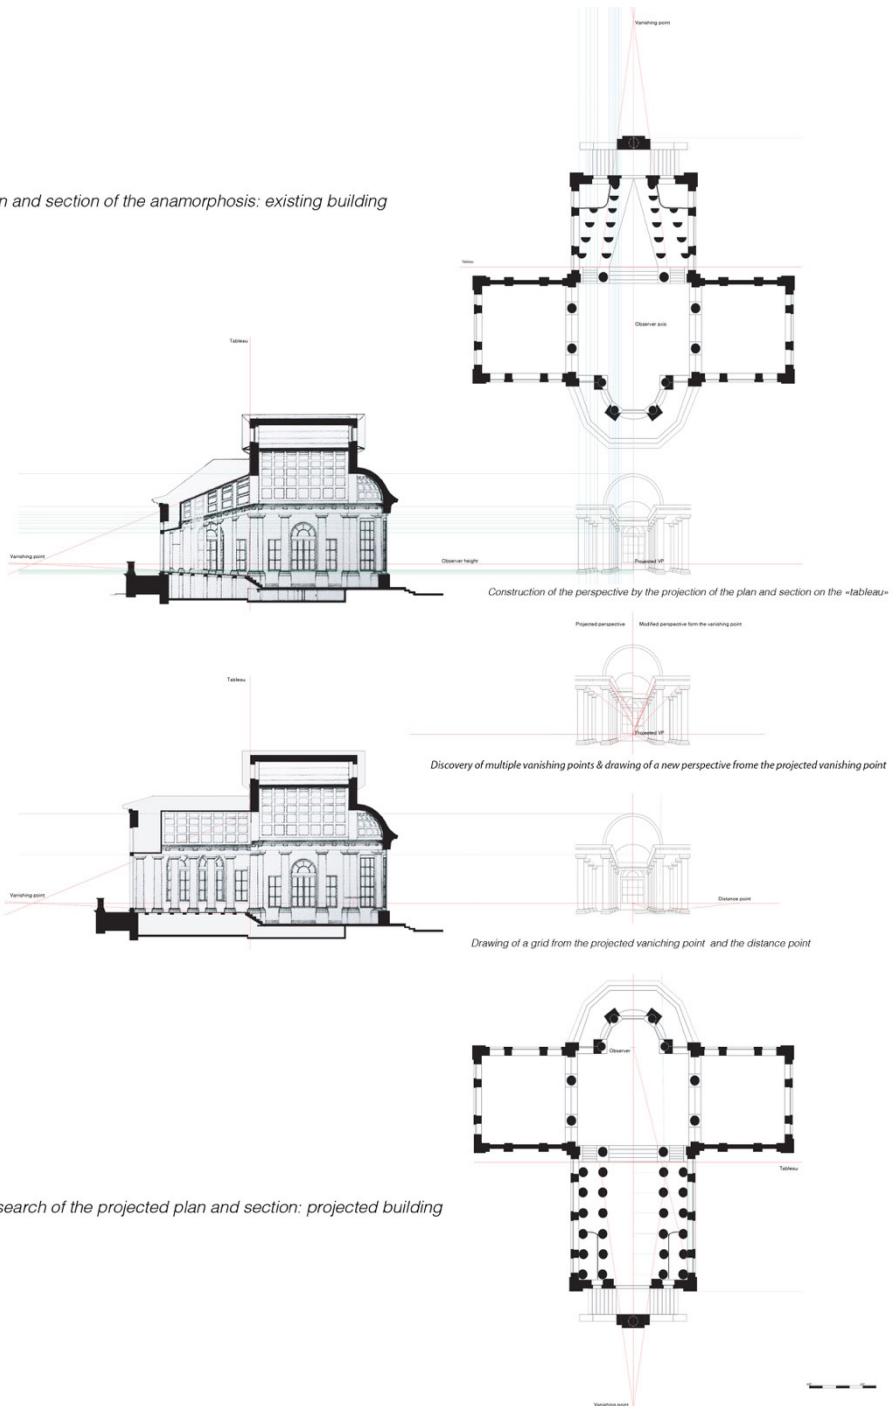 Vanishing point
n and section of the anamorphosis: existing building
Tableau
Observer axis
Tableau
Vanishing point
Observer height
Projected VP
Construction of the perspective by the projection of the plan and section on the «tableau»
Projected perspective
Modified perspective form the vanishing point
Tableau
Projected VP
Discovery of multiple vanishing points & drawing of a new perspective frome the projected vanishing point
Vanishing point
Distance point
Drawing of a grid from the projected vaniching point and the distance point
Observer
Tableau
search of the projected plan and section: projected building
Vanishing point